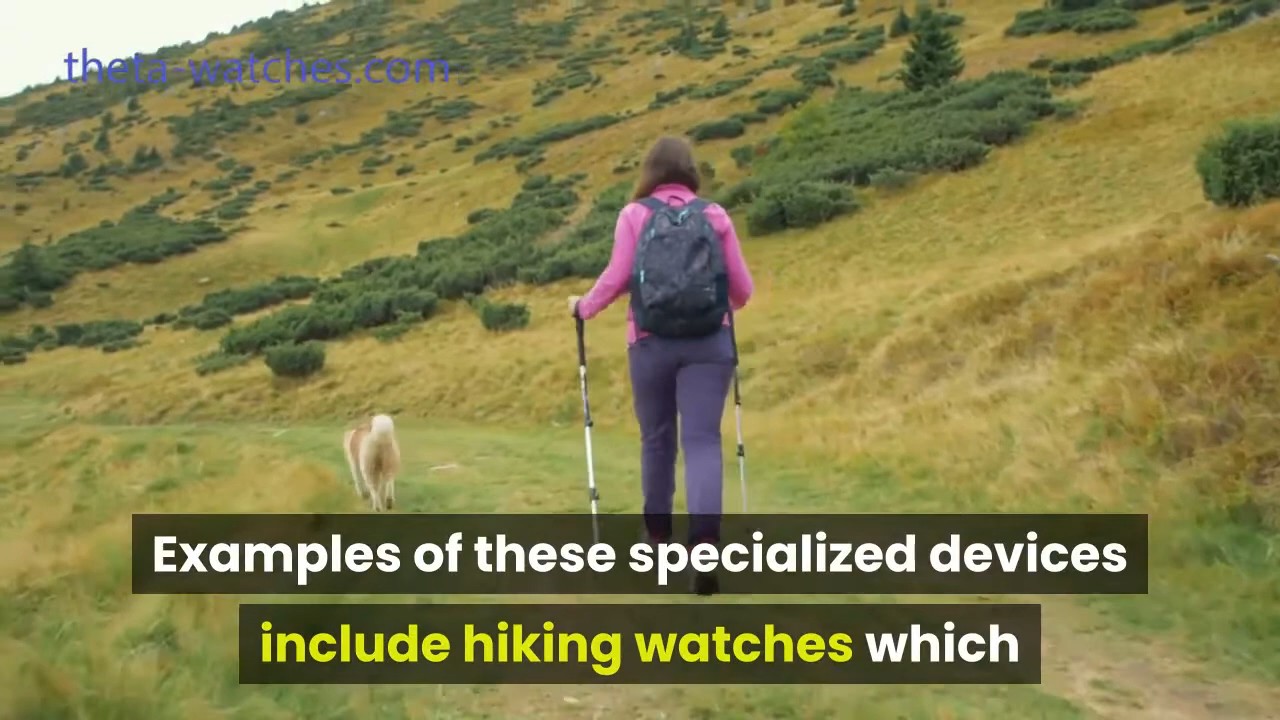 theta-watches.com
Examples of these specialized devices
include hiking watches which